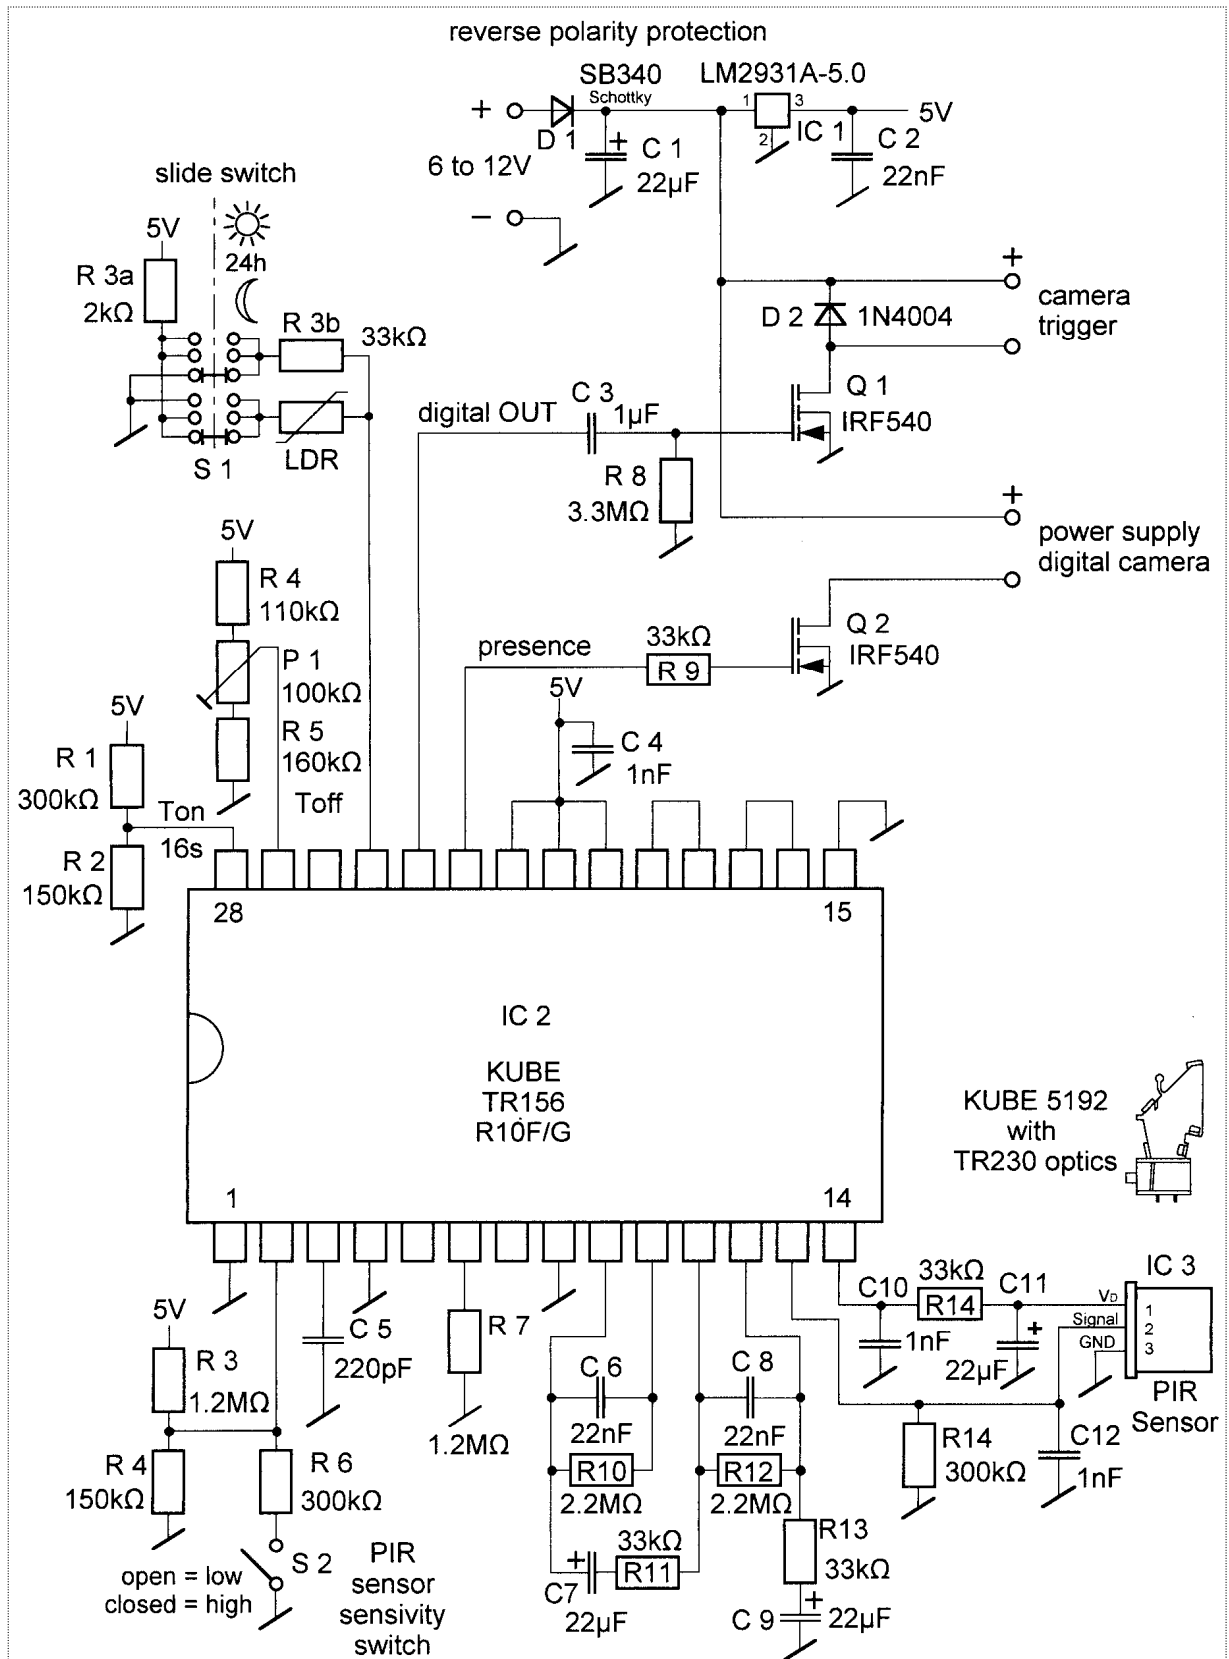 reverse polarity protection
SB340
Schottky
LM2931A-5.0
+
D 1
1
3
2
IC 1
5V
+
C 1
22µF
C 2
22nF
6 to 12V
−
slide switch
5V
24h
R 3a
2kΩ
R 3b
33kΩ
LDR
S 1
+
camera
trigger
D 2
1N4004
Q 1
IRF540
digital OUT
C 3
1µF
R 8
3.3MΩ
+
power supply
digital camera
5V
R 4
110kΩ
P 1
100kΩ
R 5
160kΩ
Toff
presence
33kΩ
R 9
Q 2
IRF540
5V
C 4
1nF
5V
R 1
300kΩ
Ton
16s
R 2
150kΩ
28
15
IC 2
KUBE
TR156
R10F/G
1
14
KUBE 5192
with
TR230 optics
5V
R 3
1.2MΩ
R 4
150kΩ
R 6
300kΩ
S 2
open = low
closed = high
PIR
sensor
sensivity
switch
C 5
220pF
R 7
1.2MΩ
C 6
22nF
R10
2.2MΩ
C 8
22nF
R12
2.2MΩ
33kΩ
R11
+
C7
22µF
R13
33kΩ
+
C 9
22µF
C10
1nF
33kΩ
R14
C11
+
22µF
IC 3
VD
Signal
GND
1
2
3
PIR
Sensor
R14
300kΩ
C12
1nF